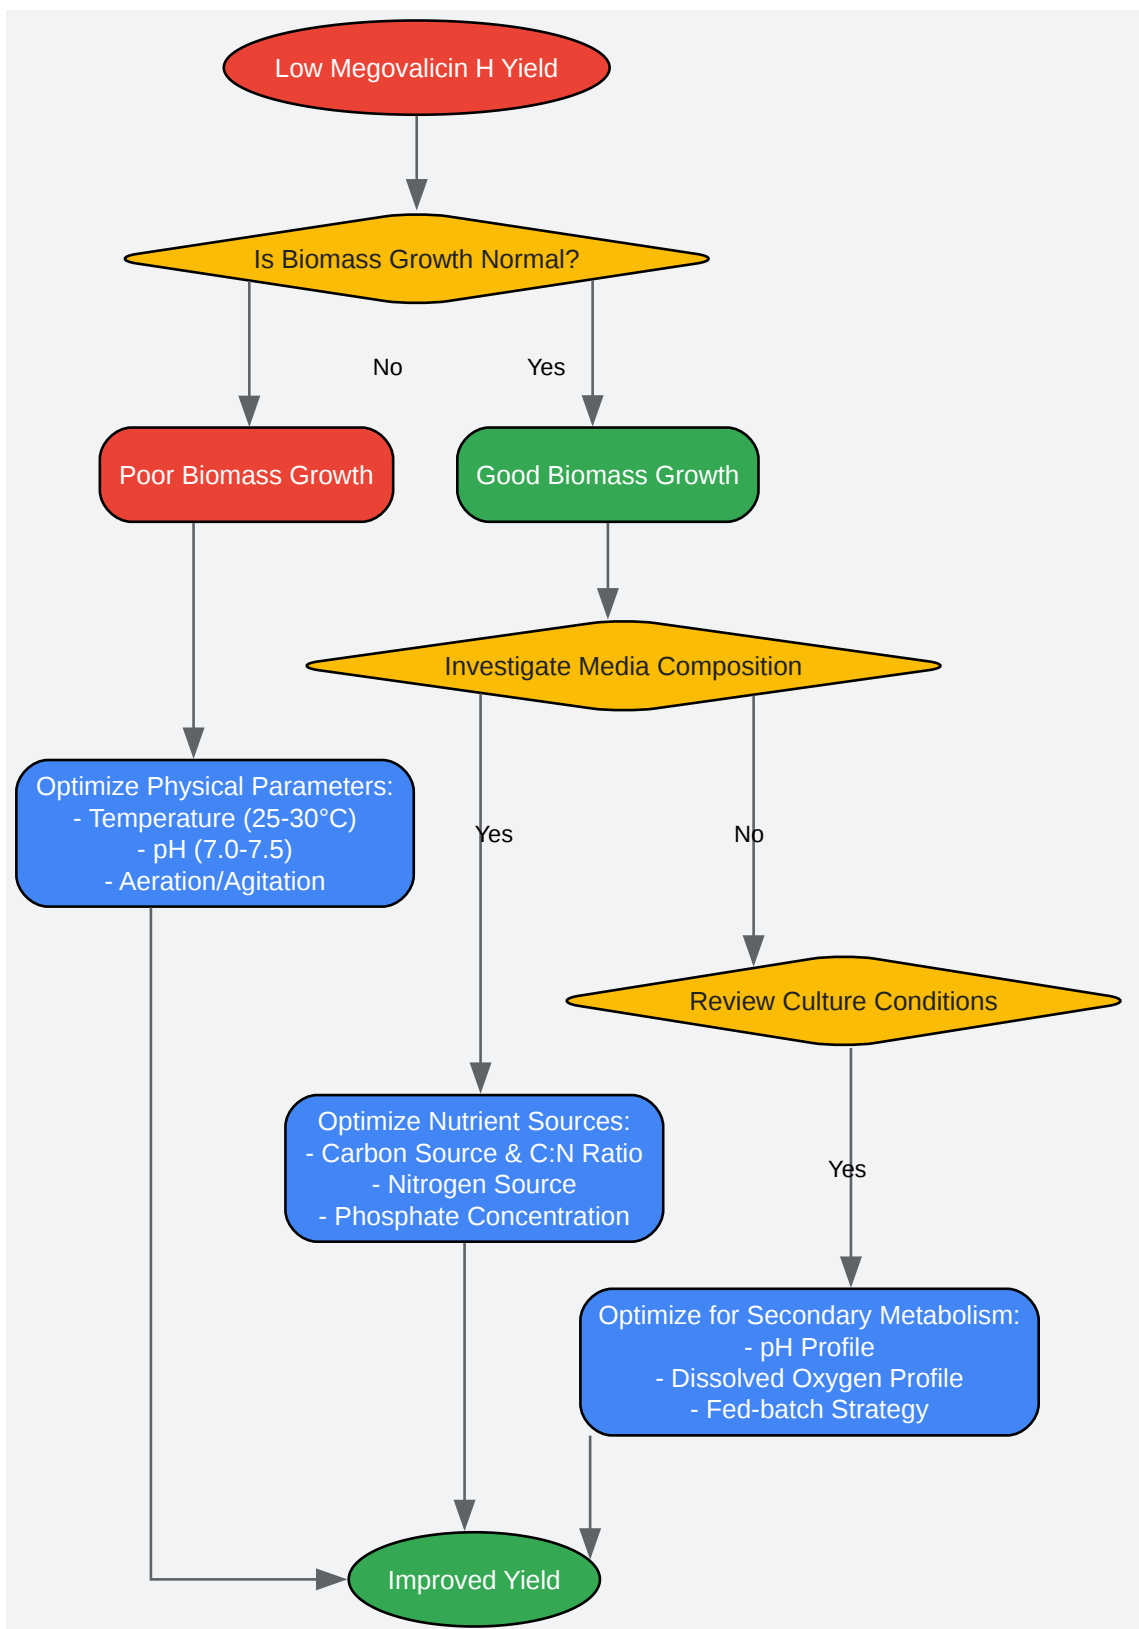 Low Megovalicin H Yield
Is Biomass Growth Normal?
No
Yes
Poor Biomass Growth
Good Biomass Growth
Investigate Media Composition
Optimize Physical Parameters:
- Temperature (25-30°C)
- pH (7.0-7.5)
- Aeration/Agitation
Yes
No
Review Culture Conditions
Optimize Nutrient Sources:
- Carbon Source & C:N Ratio
- Nitrogen Source
- Phosphate Concentration
Yes
Optimize for Secondary Metabolism:
- pH Profile
- Dissolved Oxygen Profile
- Fed-batch Strategy
Improved Yield